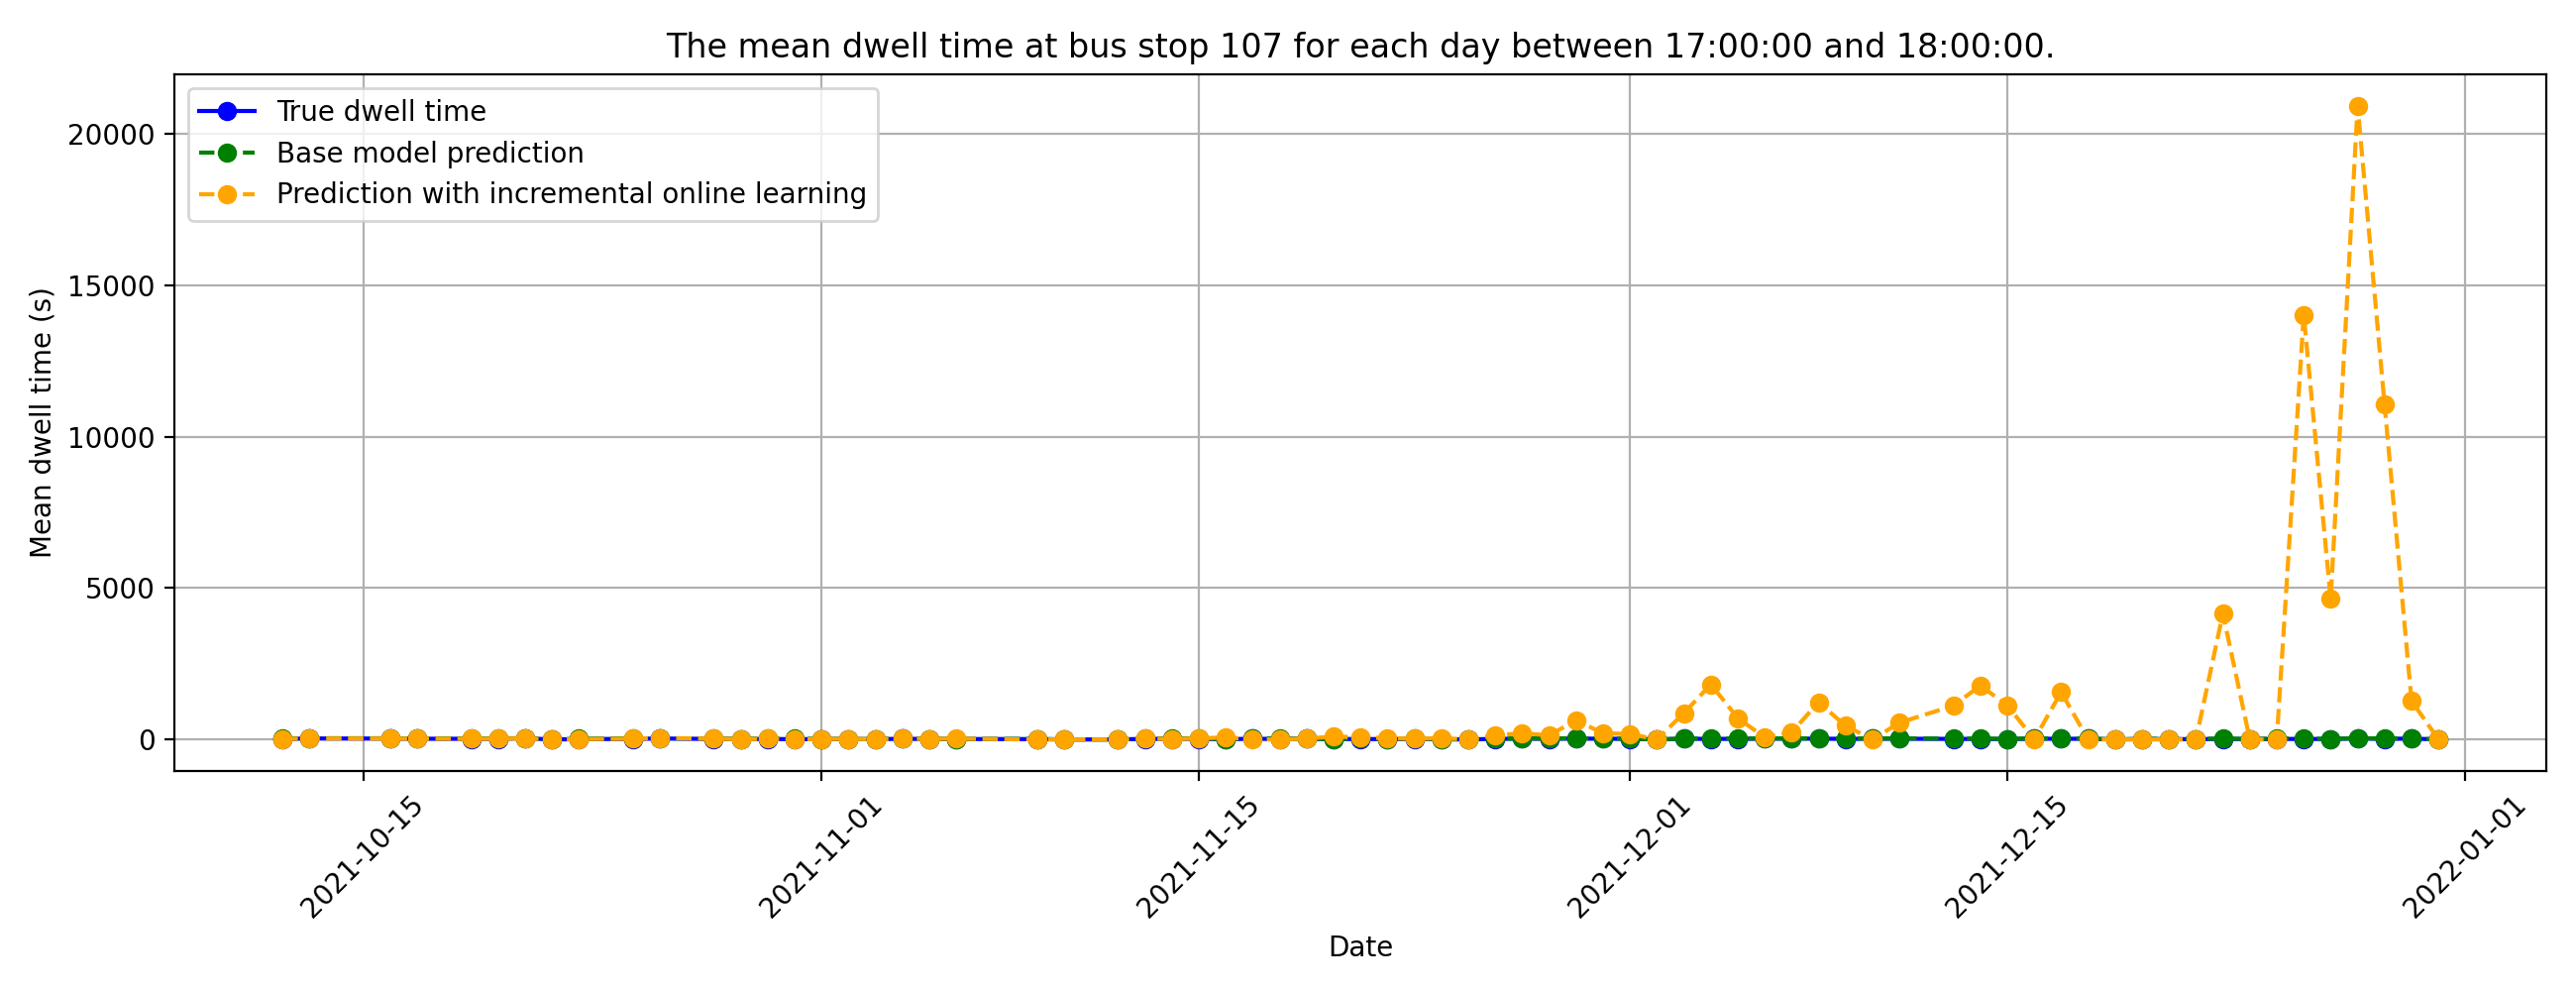 The mean dwell time at bus stop 107 for each day between 17:00:00 and 18:00:00.
True dwell time
Base model prediction
Prediction with incremental online learning
Mean dwell time (s)
20000
15000
10000
5000
0
2021-10-15
2021-11-01
2021-11-15
2021-12-01
2021-12-15
2022-01-01
Date